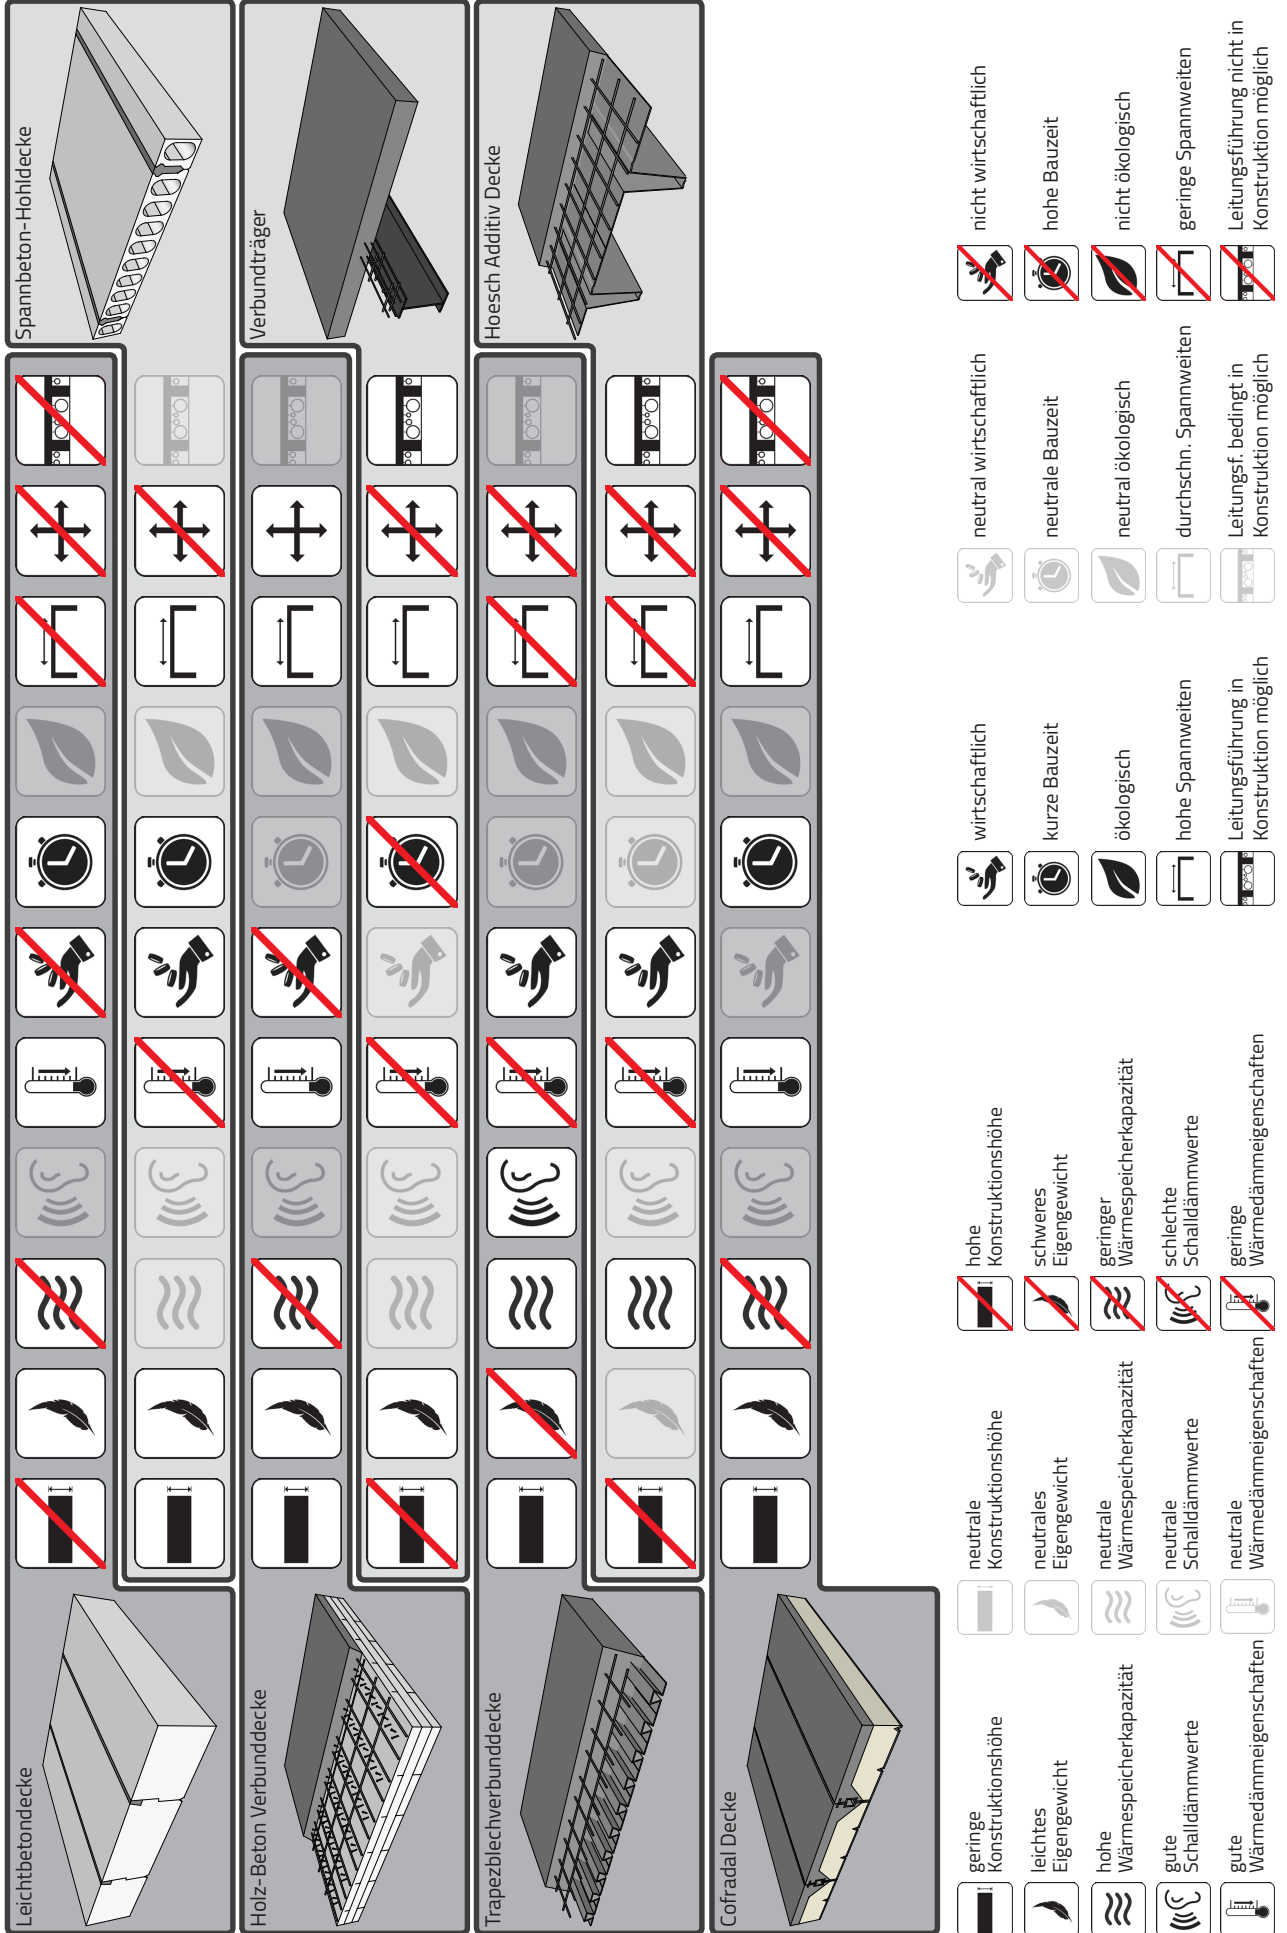 Leichtbetondecke
Spannbeton-Hohldecke
Holz-Beton Verbunddecke
Verbundträger
Trapezblechverbunddecke
Hoesch Additiv Decke
Cofradal Decke
geringe
Konstruktionshöhe
neutrale
Konstruktionshöhe
hohe
Konstruktionshöhe
wirtschaftlich
neutral wirtschaftlich
nicht wirtschaftlich
leichtes
Eigengewicht
neutrales
Eigengewicht
schweres
Eigengewicht
kurze Bauzeit
neutrale Bauzeit
hohe Bauzeit
hohe
Wärmespeicherkapazität
neutrale
Wärmespeicherkapazität
geringer
Wärmespeicherkapazität
ökologisch
neutral ökologisch
nicht ökologisch
gute
Schalldämmwerte
neutrale
Schalldämmwerte
schlechte
Schalldämmwerte
hohe Spannweiten
durchschn. Spannweiten
geringe Spannweiten
gute
Wärmedämmeigenschaften
neutrale
Wärmedämmeigenschaften
geringe
Wärmedämmeigenschaften
Leitungsführung in
Konstruktion möglich
Leitungsf. bedingt in
Konstruktion möglich
Leitungsführung nicht in
Konstruktion möglich